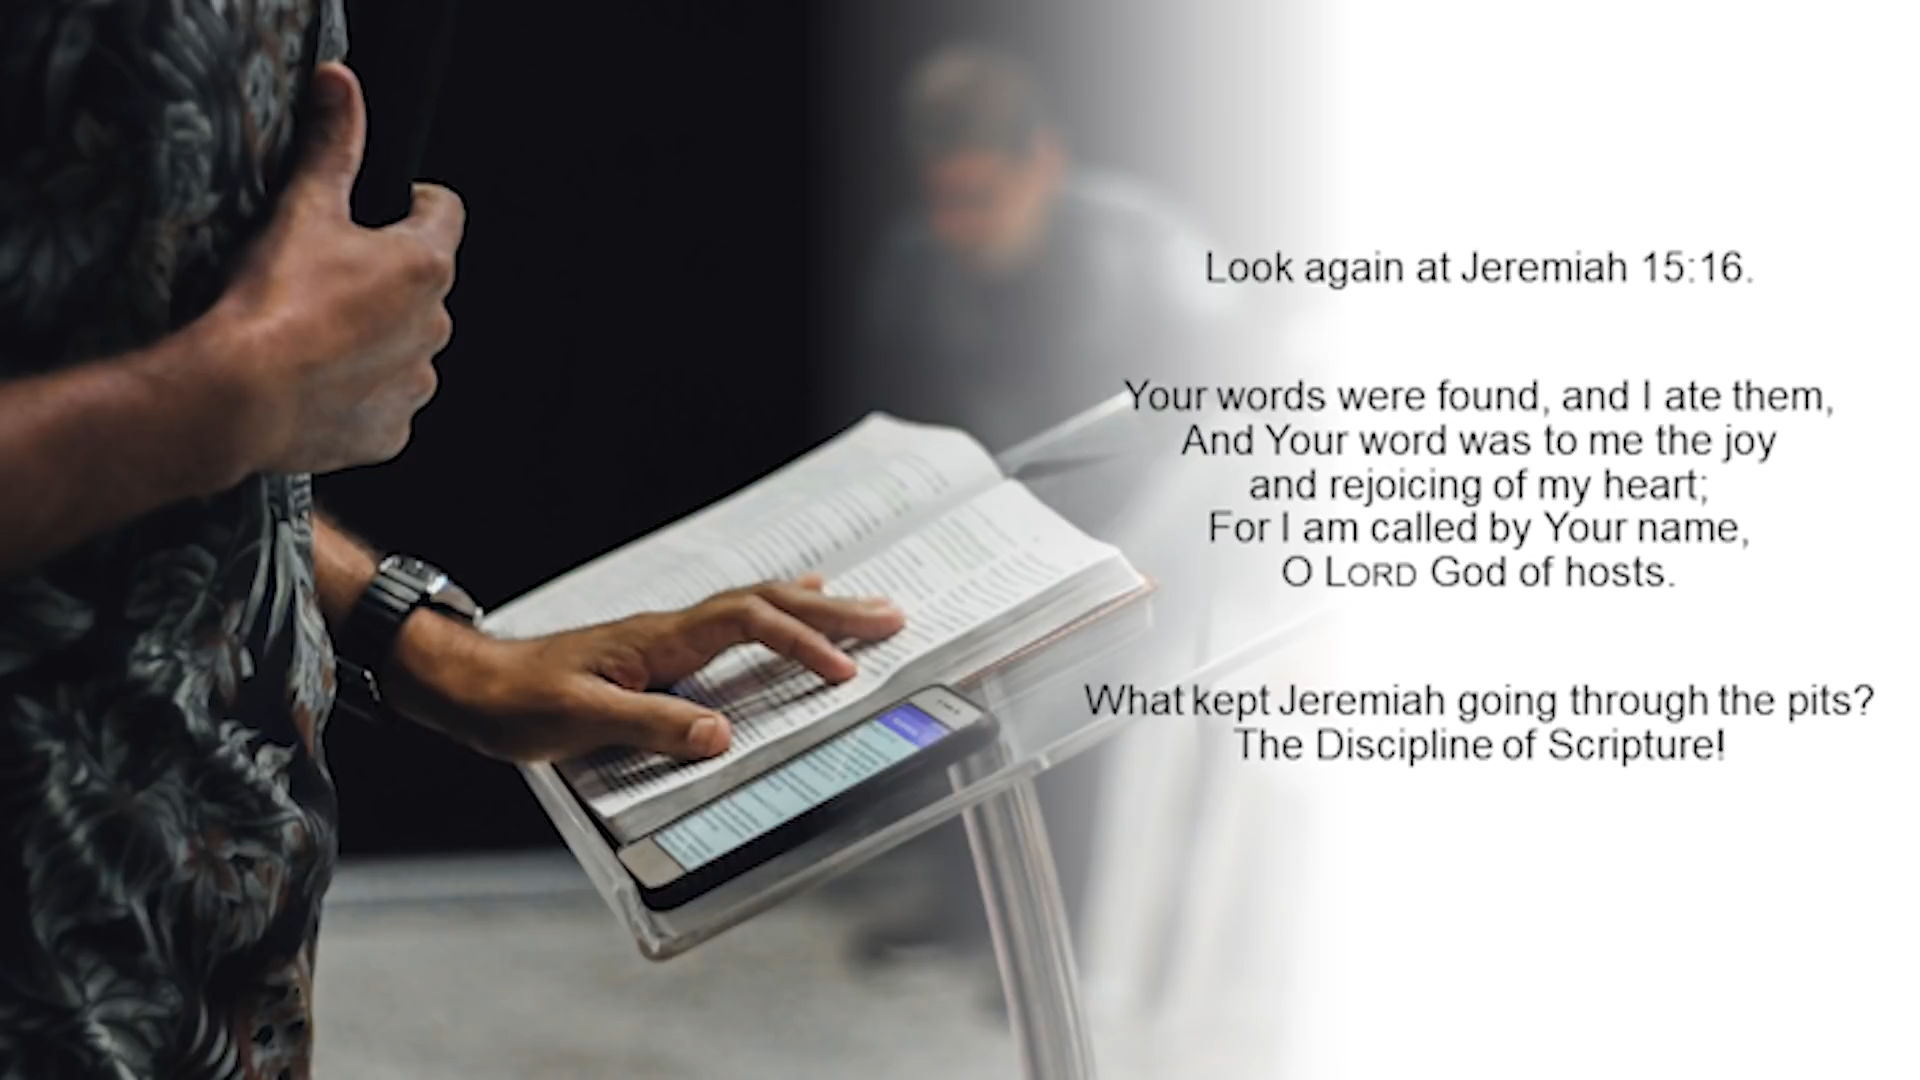 Look again at Jeremiah 15:16.
Your words were found, and I ate them,
And Your word was to me the joy
and rejoicing of my heart;
For I am called by Your name,
O LORD God of hosts.
What kept Jeremiah going through the pits?
The Discipline of Scripture!